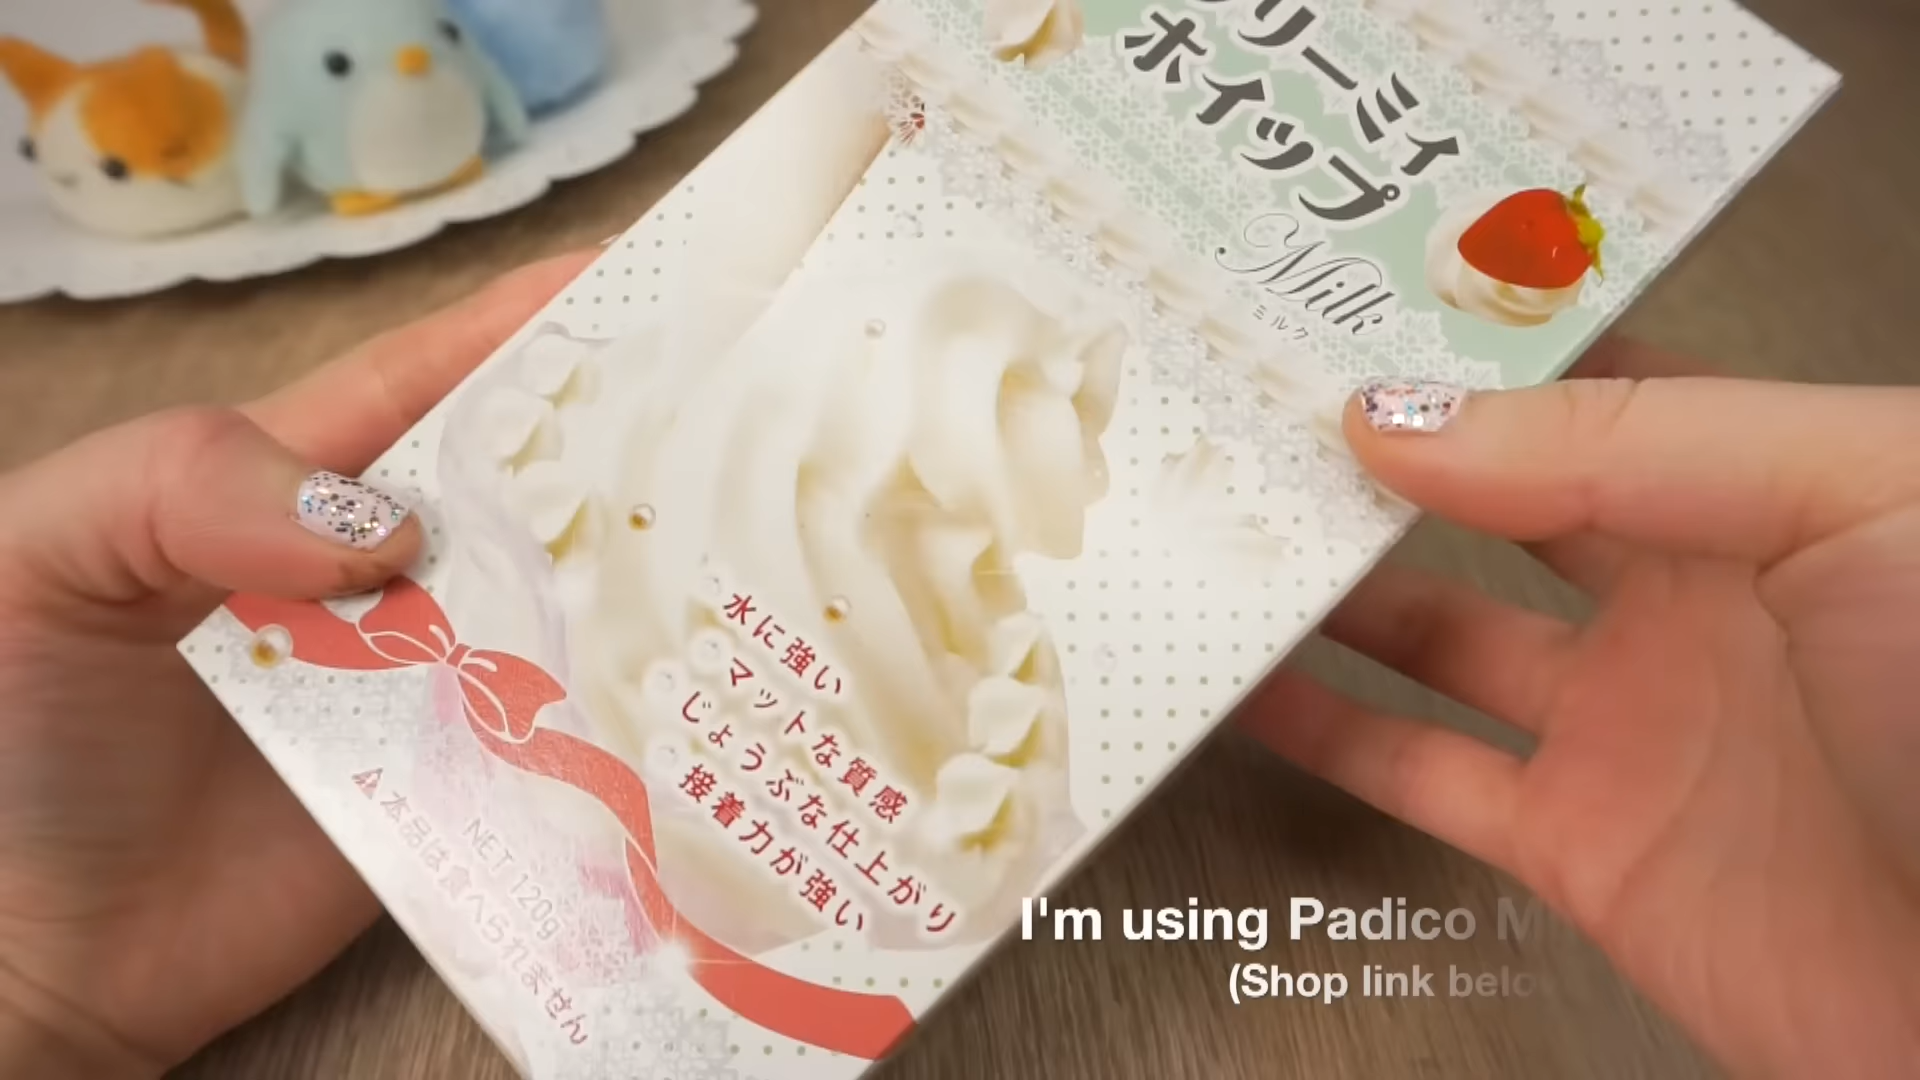 リーミィ
ホイップ
Milk
ミルク
水に強い
マットな質感
じょうぶな仕上がり
接着力が強い
NET 120g
本品は食べられません
I'm using Padico M
(Shop link belo